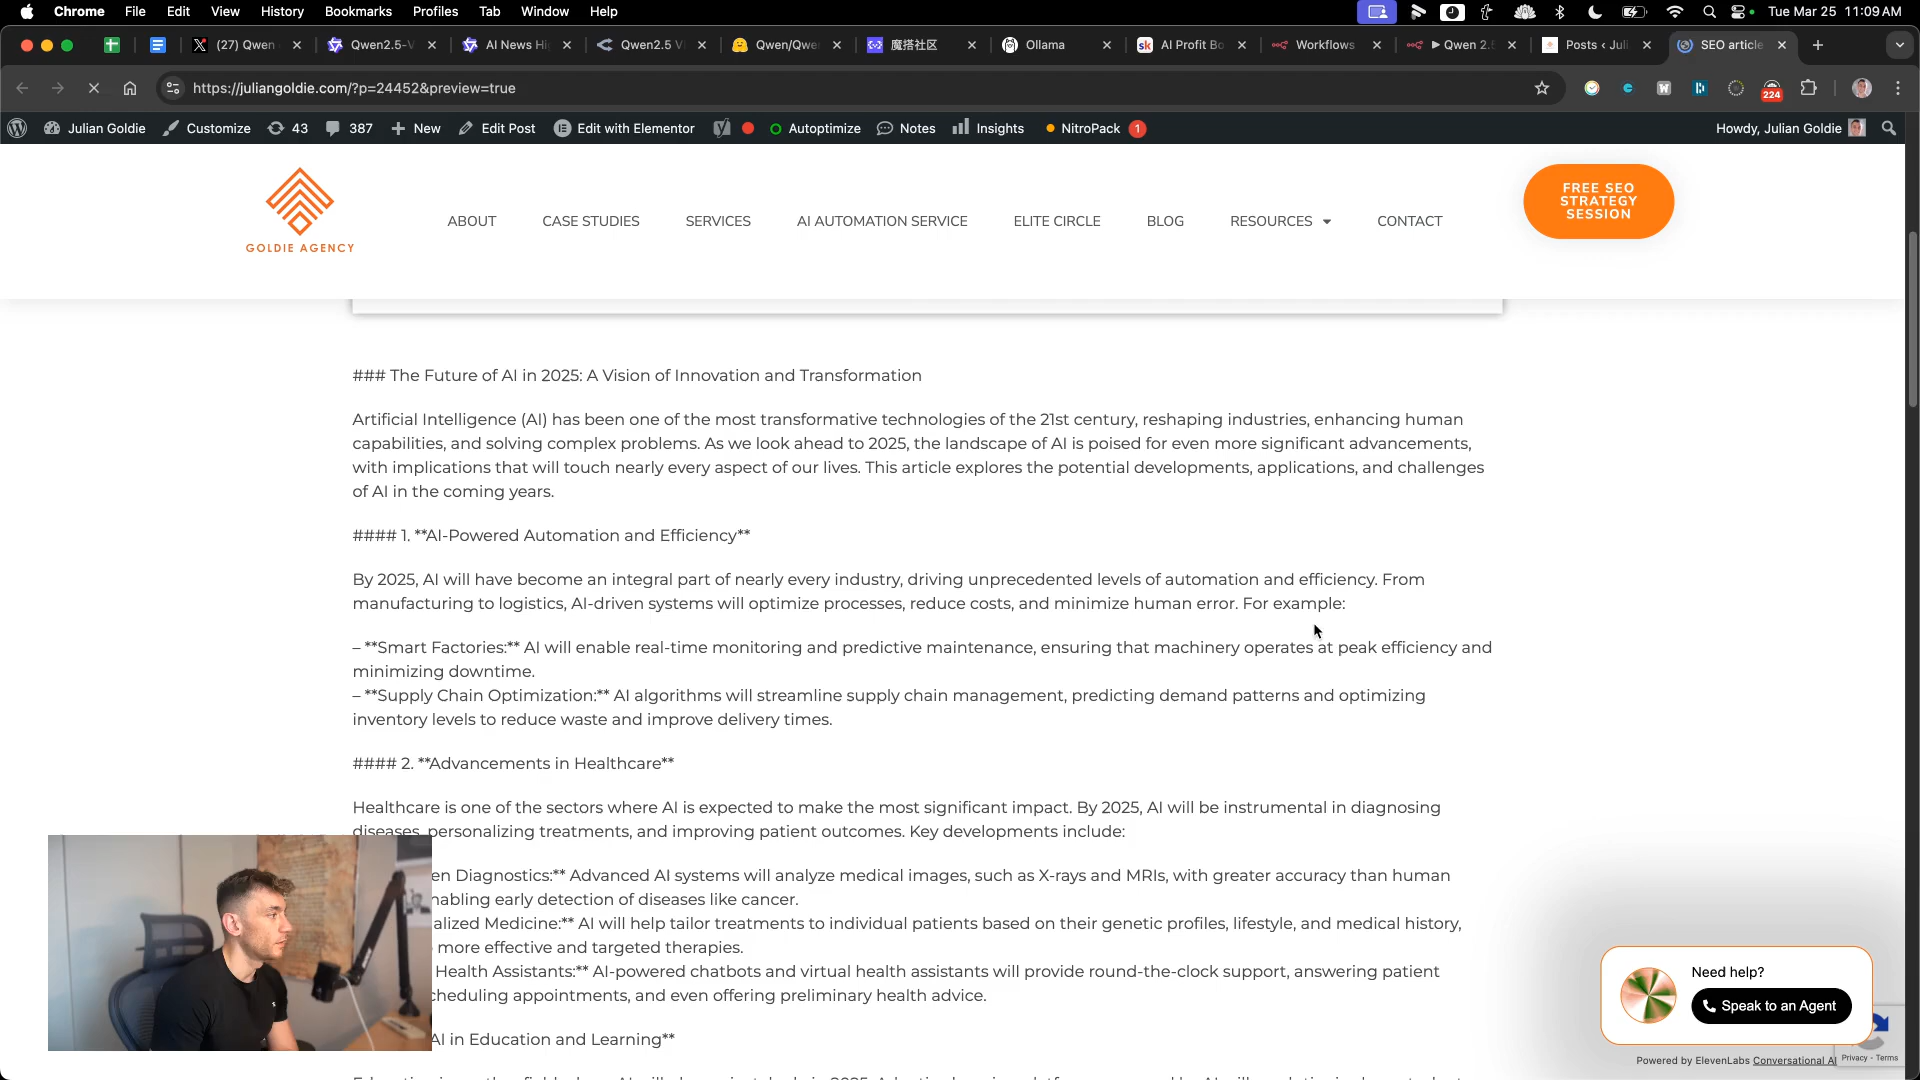 Chrome File Edit View History Bookmarks Profiles Tab Window Help Tue Mar 25 11:09 AM
(27) Qwen Qwen2.5-V AI News Hi Qwen2.5 V Qwen/Qwe 魔搭社区 Ollama AI Profit Bo Workflows Qwen 2. Posts ‹ Juli SEO article
https://juliangoldie.com/?p=24452&preview=true 224
Julian Goldie Customize 43 387 New Edit Post Edit with Elementor Autoptimize Notes Insights NitroPack 1 Howdy, Julian Goldie
GOLDIE AGENCY
ABOUT CASE STUDIES SERVICES AI AUTOMATION SERVICE ELITE CIRCLE BLOG RESOURCES CONTACT
FREE SEO
STRATEGY
SESSION
### The Future of AI in 2025: A Vision of Innovation and Transformation
Artificial Intelligence (AI) has been one of the most transformative technologies of the 21st century, reshaping industries, enhancing human
capabilities, and solving complex problems. As we look ahead to 2025, the landscape of AI is poised for even more significant advancements,
with implications that will touch nearly every aspect of our lives. This article explores the potential developments, applications, and challenges
of AI in the coming years.
#### 1. **AI-Powered Automation and Efficiency**
By 2025, AI will have become an integral part of nearly every industry, driving unprecedented levels of automation and efficiency. From
manufacturing to logistics, AI-driven systems will optimize processes, reduce costs, and minimize human error. For example:
– **Smart Factories:** AI will enable real-time monitoring and predictive maintenance, ensuring that machinery operates at peak efficiency and
minimizing downtime.
– **Supply Chain Optimization:** AI algorithms will streamline supply chain management, predicting demand patterns and optimizing
inventory levels to reduce waste and improve delivery times.
#### 2. **Advancements in Healthcare**
Healthcare is one of the sectors where AI is expected to make the most significant impact. By 2025, AI will be instrumental in diagnosing
diseases, personalizing treatments, and improving patient outcomes. Key developments include:
en Diagnostics:** Advanced AI systems will analyze medical images, such as X-rays and MRIs, with greater accuracy than human
nabling early detection of diseases like cancer.
alized Medicine:** AI will help tailor treatments to individual patients based on their genetic profiles, lifestyle, and medical history,
more effective and targeted therapies.
Health Assistants:** AI-powered chatbots and virtual health assistants will provide round-the-clock support, answering patient
cheduling appointments, and even offering preliminary health advice.
AI in Education and Learning**
Need help?
Speak to an Agent
Powered by ElevenLabs Conversational AI
Privacy - Terms